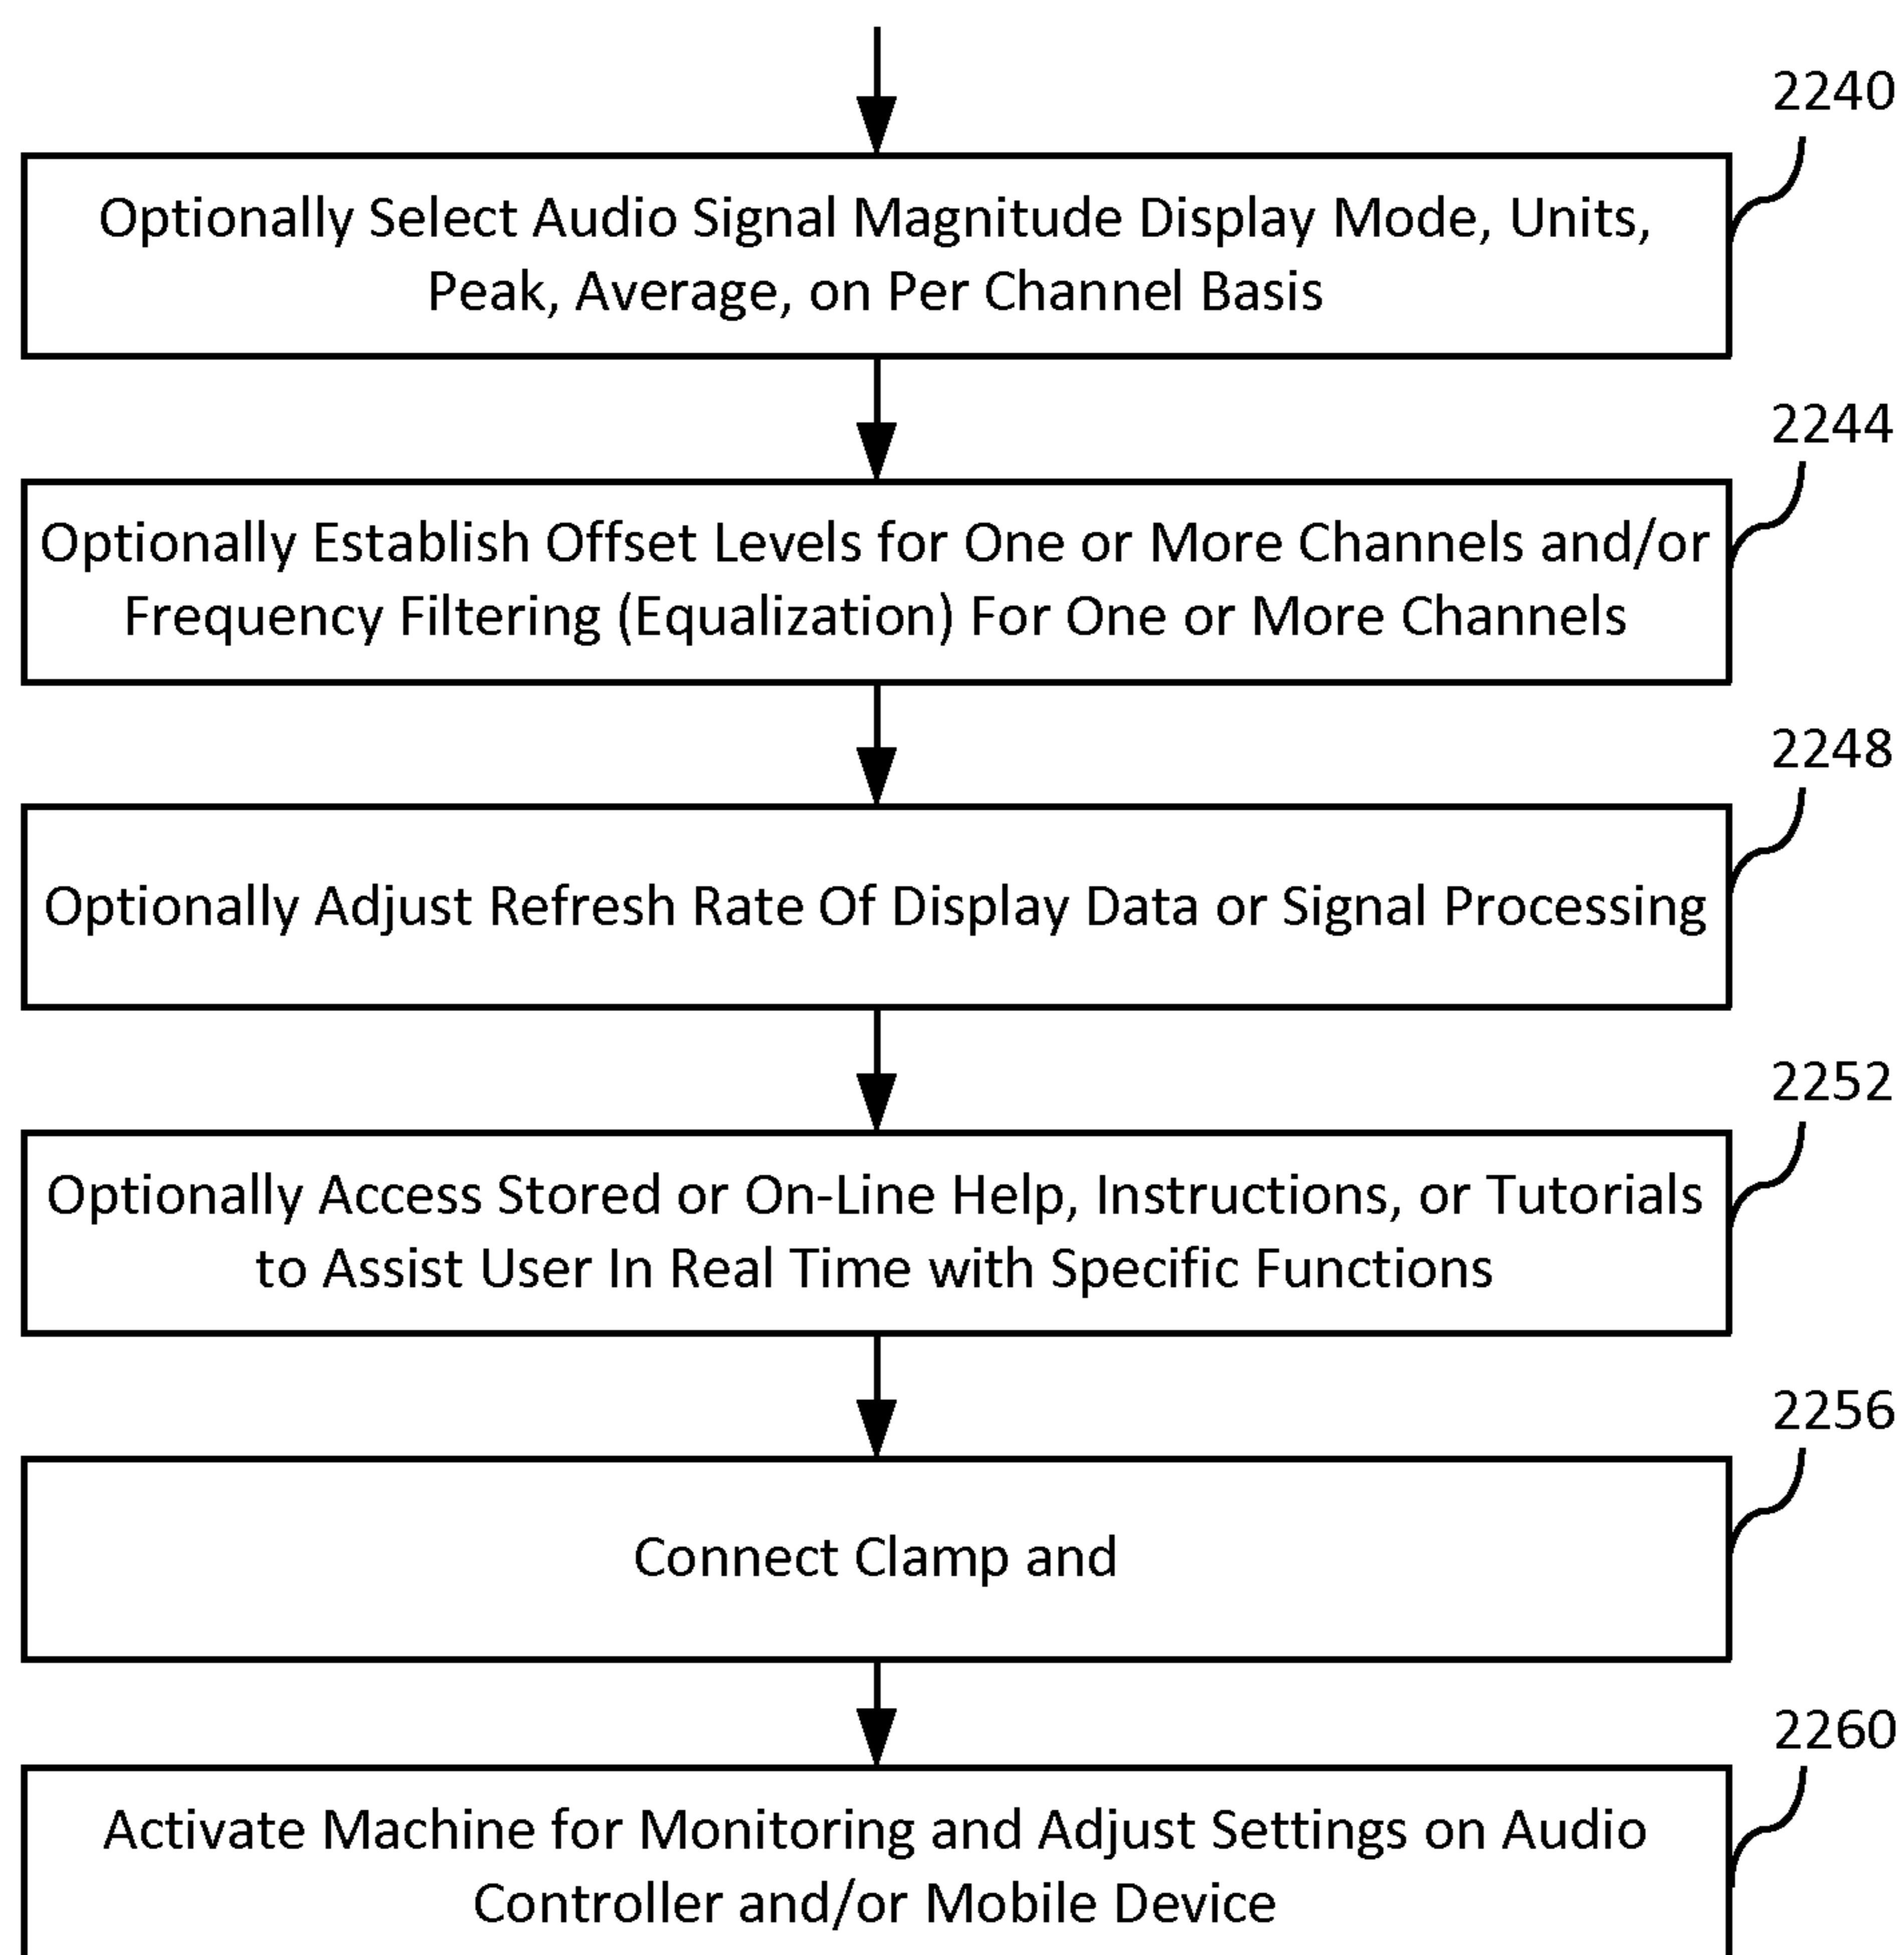 2240
Optionally Select Audio Signal Magnitude Display Mode, Units,
Peak, Average, on Per Channel Basis
2244
Optionally Establish Offset Levels for One or More Channels and/or
Frequency Filtering (Equalization) For One or More Channels
2248
Optionally Adjust Refresh Rate Of Display Data or Signal Processing
2252
Optionally Access Stored or On-Line Help, Instructions, or Tutorials
to Assist User In Real Time with Specific Functions
2256
Connect Clamp and
2260
Activate Machine for Monitoring and Adjust Settings on Audio
Controller and/or Mobile Device